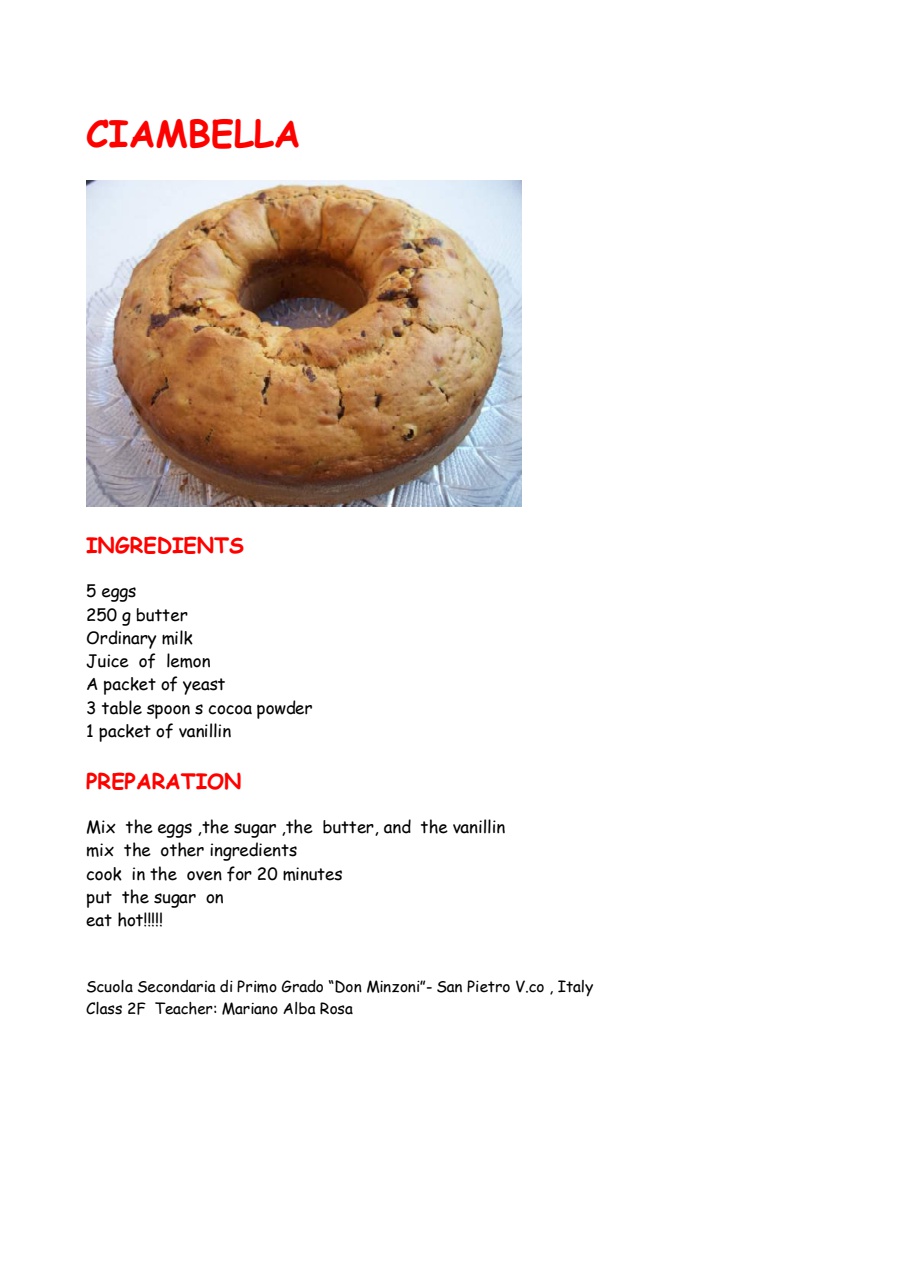 CIAMBELLA
INGREDIENTS
5 eggs
250 g butter
Ordinary milk
Juice  of  lemon
A packet of yeast
3 table spoon s cocoa powder
1 packet of vanillin
PREPARATION
Mix  the eggs ,the sugar ,the  butter, and  the vanillin
mix  the  other ingredients
cook  in the  oven for 20 minutes
put  the sugar  on
eat hot!!!!!
Scuola Secondaria di Primo Grado “Don Minzoni”- San Pietro V.co , Italy
Class 2F  Teacher: Mariano Alba Rosa